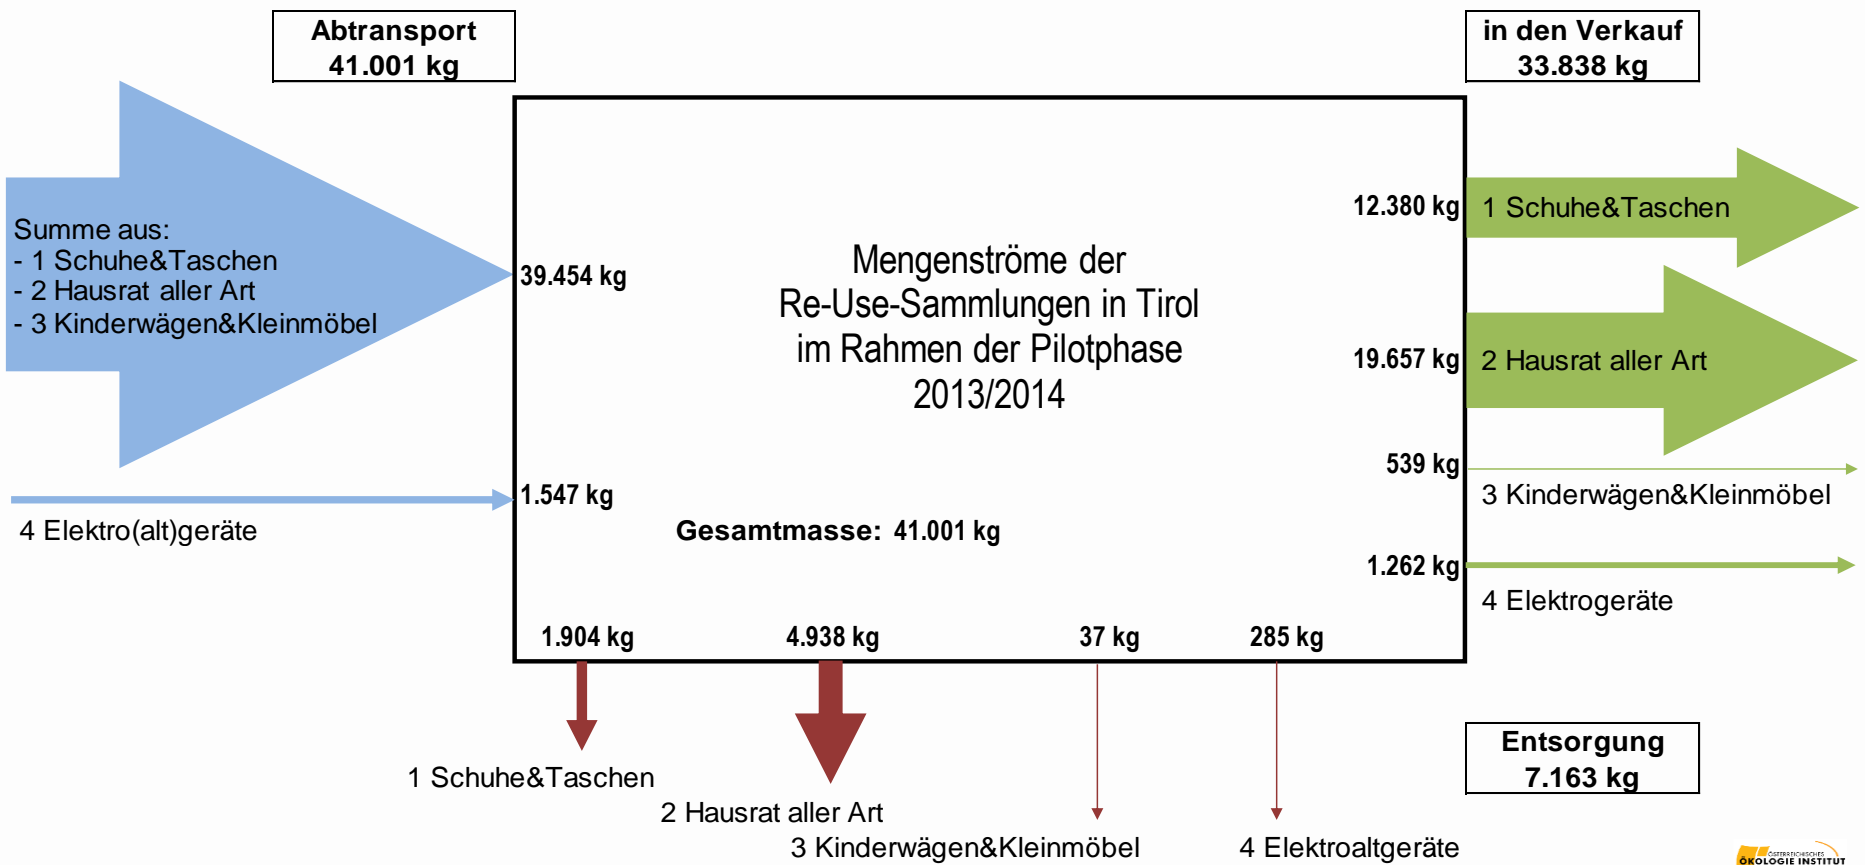 Abtransport
41.001 kg
in den Verkauf
33.838 kg
Summe aus:
- 1 Schuhe&Taschen
- 2 Hausrat aller Art
- 3 Kinderwägen&Kleinmöbel
39.454 kg
4 Elektro(alt)geräte
1.547 kg
Mengenströme der
Re-Use-Sammlungen in Tirol
im Rahmen der Pilotphase
2013/2014
Gesamtmasse: 41.001 kg
12.380 kg
1 Schuhe&Taschen
19.657 kg
2 Hausrat aller Art
539 kg
3 Kinderwägen&Kleinmöbel
1.262 kg
4 Elektrogeräte
1.904 kg
4.938 kg
37 kg
285 kg
1 Schuhe&Taschen
2 Hausrat aller Art
3 Kinderwägen&Kleinmöbel
4 Elektroaltgeräte
Entsorgung
7.163 kg
ÖSTERREICHISCHES
ÖKOLOGIE INSTITUT